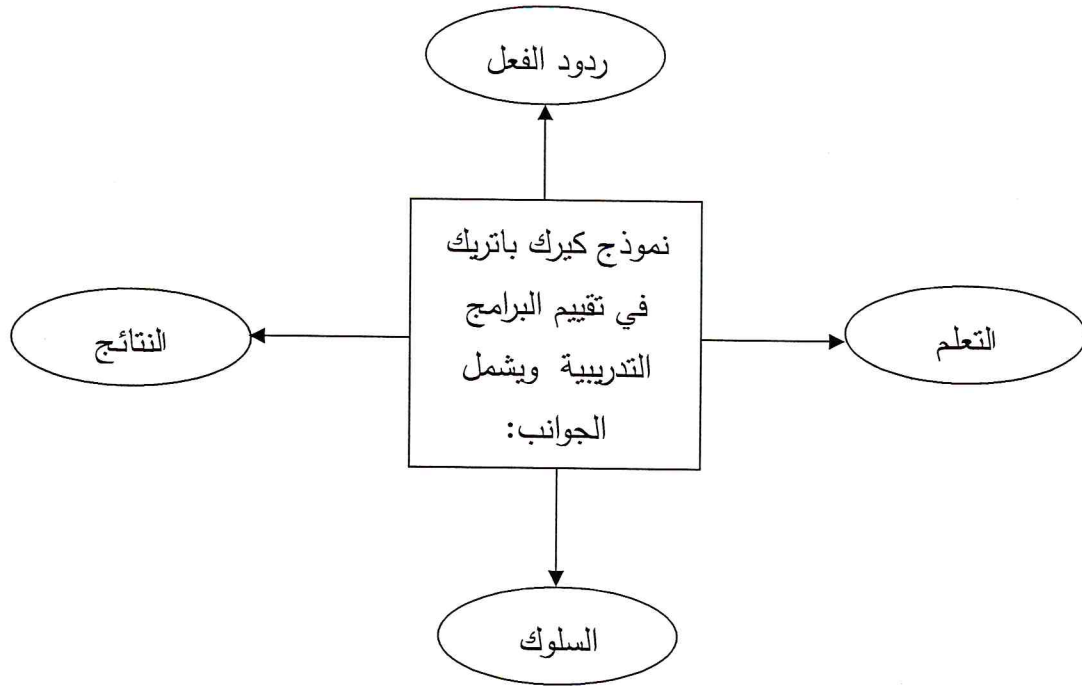 ردود الفعل
نموذج كيرك باتريك
في تقييم البرامج
التدريبية ويشمل
الجوانب:
التعلم
النتائج
السلوك